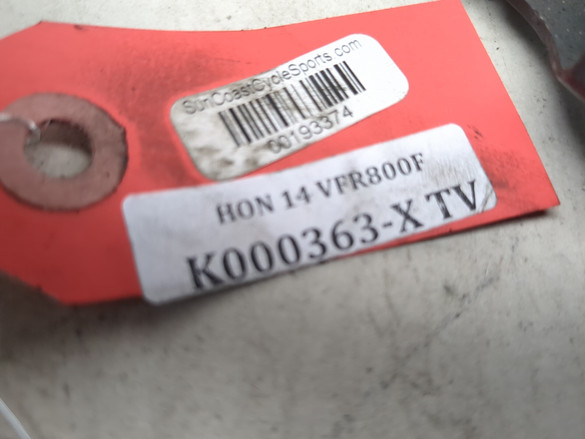 SunCoastCycleSports.com
00193374
HON 14 VFR800F
K000363-X TV